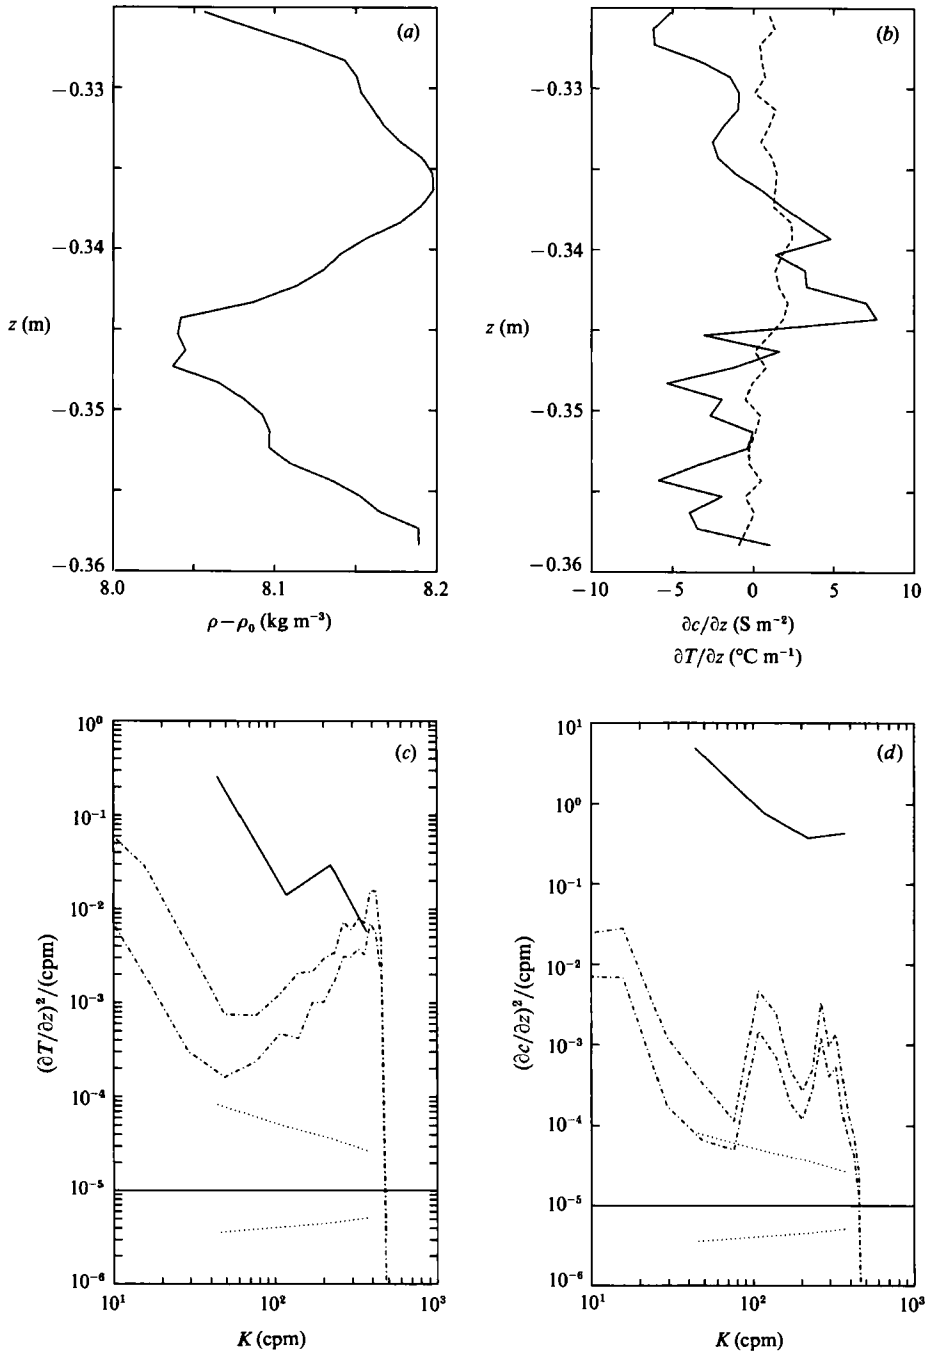 (a)
−0.33
−0.34
z (m)
−0.35
−0.36
8.0
8.1
8.2
ρ−ρ₀ (kg m⁻³)
(b)
−0.33
−0.34
z (m)
−0.35
−0.36
−10
−5
0
5
10
∂c/∂z (S m⁻²)
∂T/∂z (°C m⁻¹)
(c)
10⁰
10⁻¹
10⁻²
(∂T/∂z)²/(cpm)
10⁻³
10⁻⁴
10⁻⁵
10⁻⁶
10¹
10²
10³
K (cpm)
(d)
10¹
10⁰
10⁻¹
10⁻²
(∂c/∂z)²/(cpm)
10⁻³
10⁻⁴
10⁻⁵
10⁻⁶
10¹
10²
10³
K (cpm)